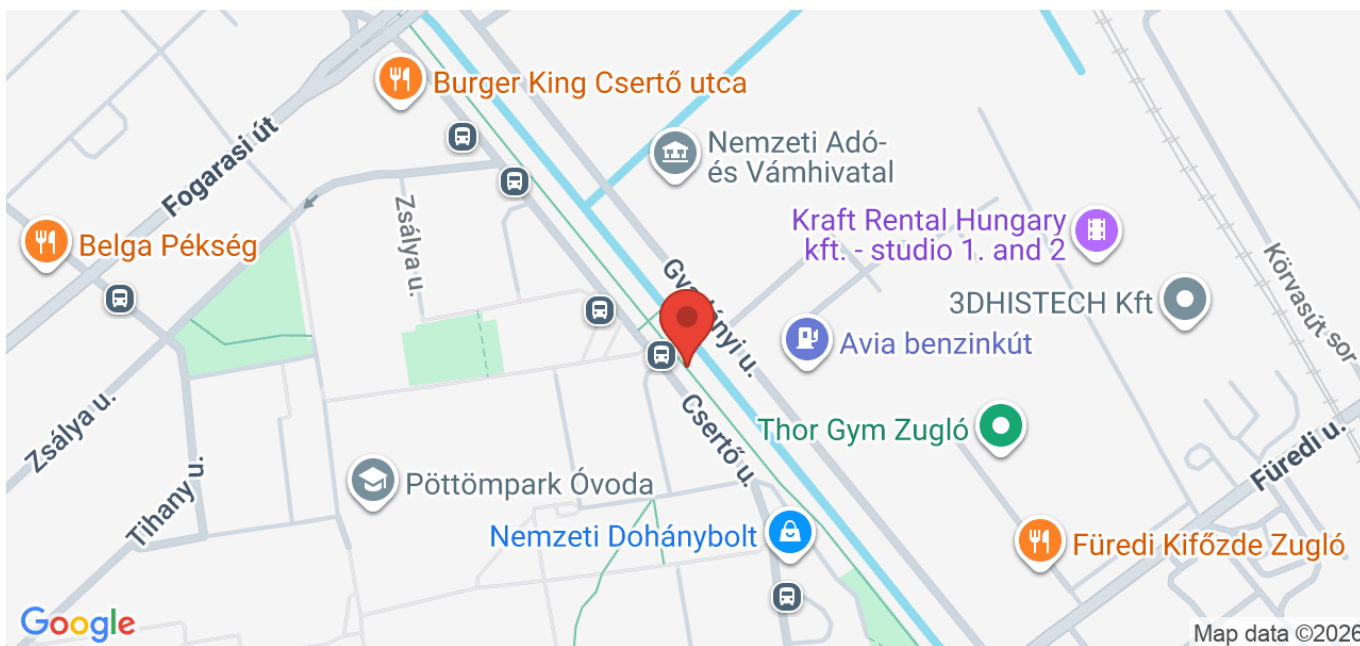 Burger King Csertő utca
Fogarasi út
Nemzeti Adó-
és Vámhivatal
Zsálya u.
Belga Pékség
Kraft Rental Hungary
kft. - studio 1. and 2
Körvasút sor
3DHISTECH Kft
Avia benzinkút
Csertő u.
Zsálya u.
Thor Gym Zugló
Füredi u.
Tihany u.
Pöttömpark Óvoda
Nemzeti Dohánybolt
Füredi Kifőzde Zugló
Google
Map data ©2026